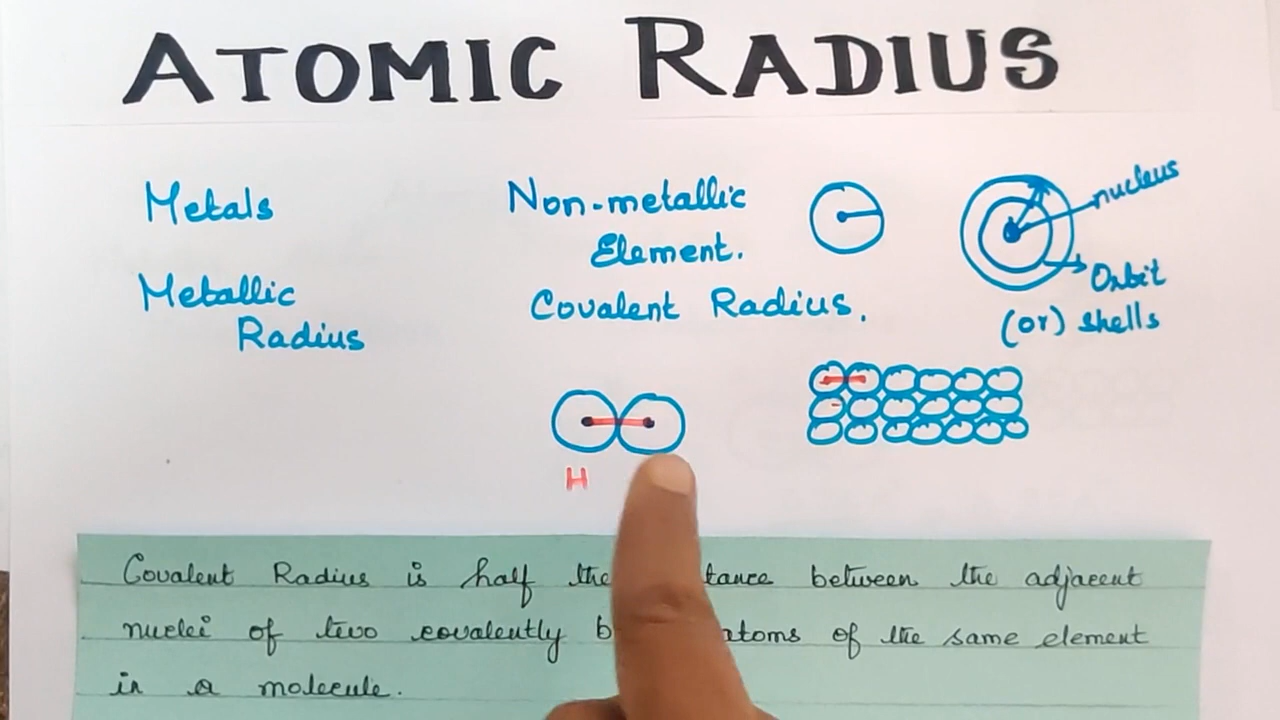 ATOMIC RADIUS
Metals
Metallic
Radius
Non-metallic
Element.
Covalent Radius.
nucleus
Orbit
(or) shells
H
Covalent Radius is half the tance between the adjacent
nuclei of two covalently b atoms of the same element
in a molecule.